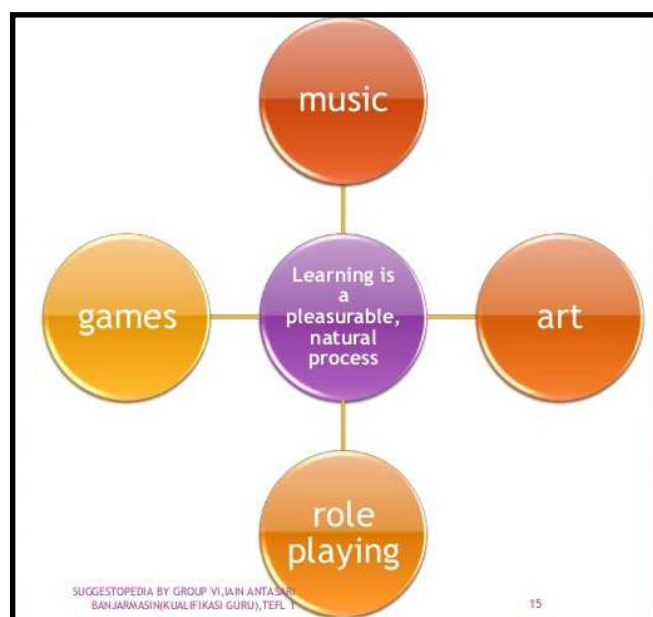 music
games
Learning is
a
pleasurable,
natural
process
art
role
playing
SUGGESTOPEDIA BY GROUP VI,IAIN ANTASARI
BANJARMASIN(KUALIFIKASI GURU),TEFL 1
15